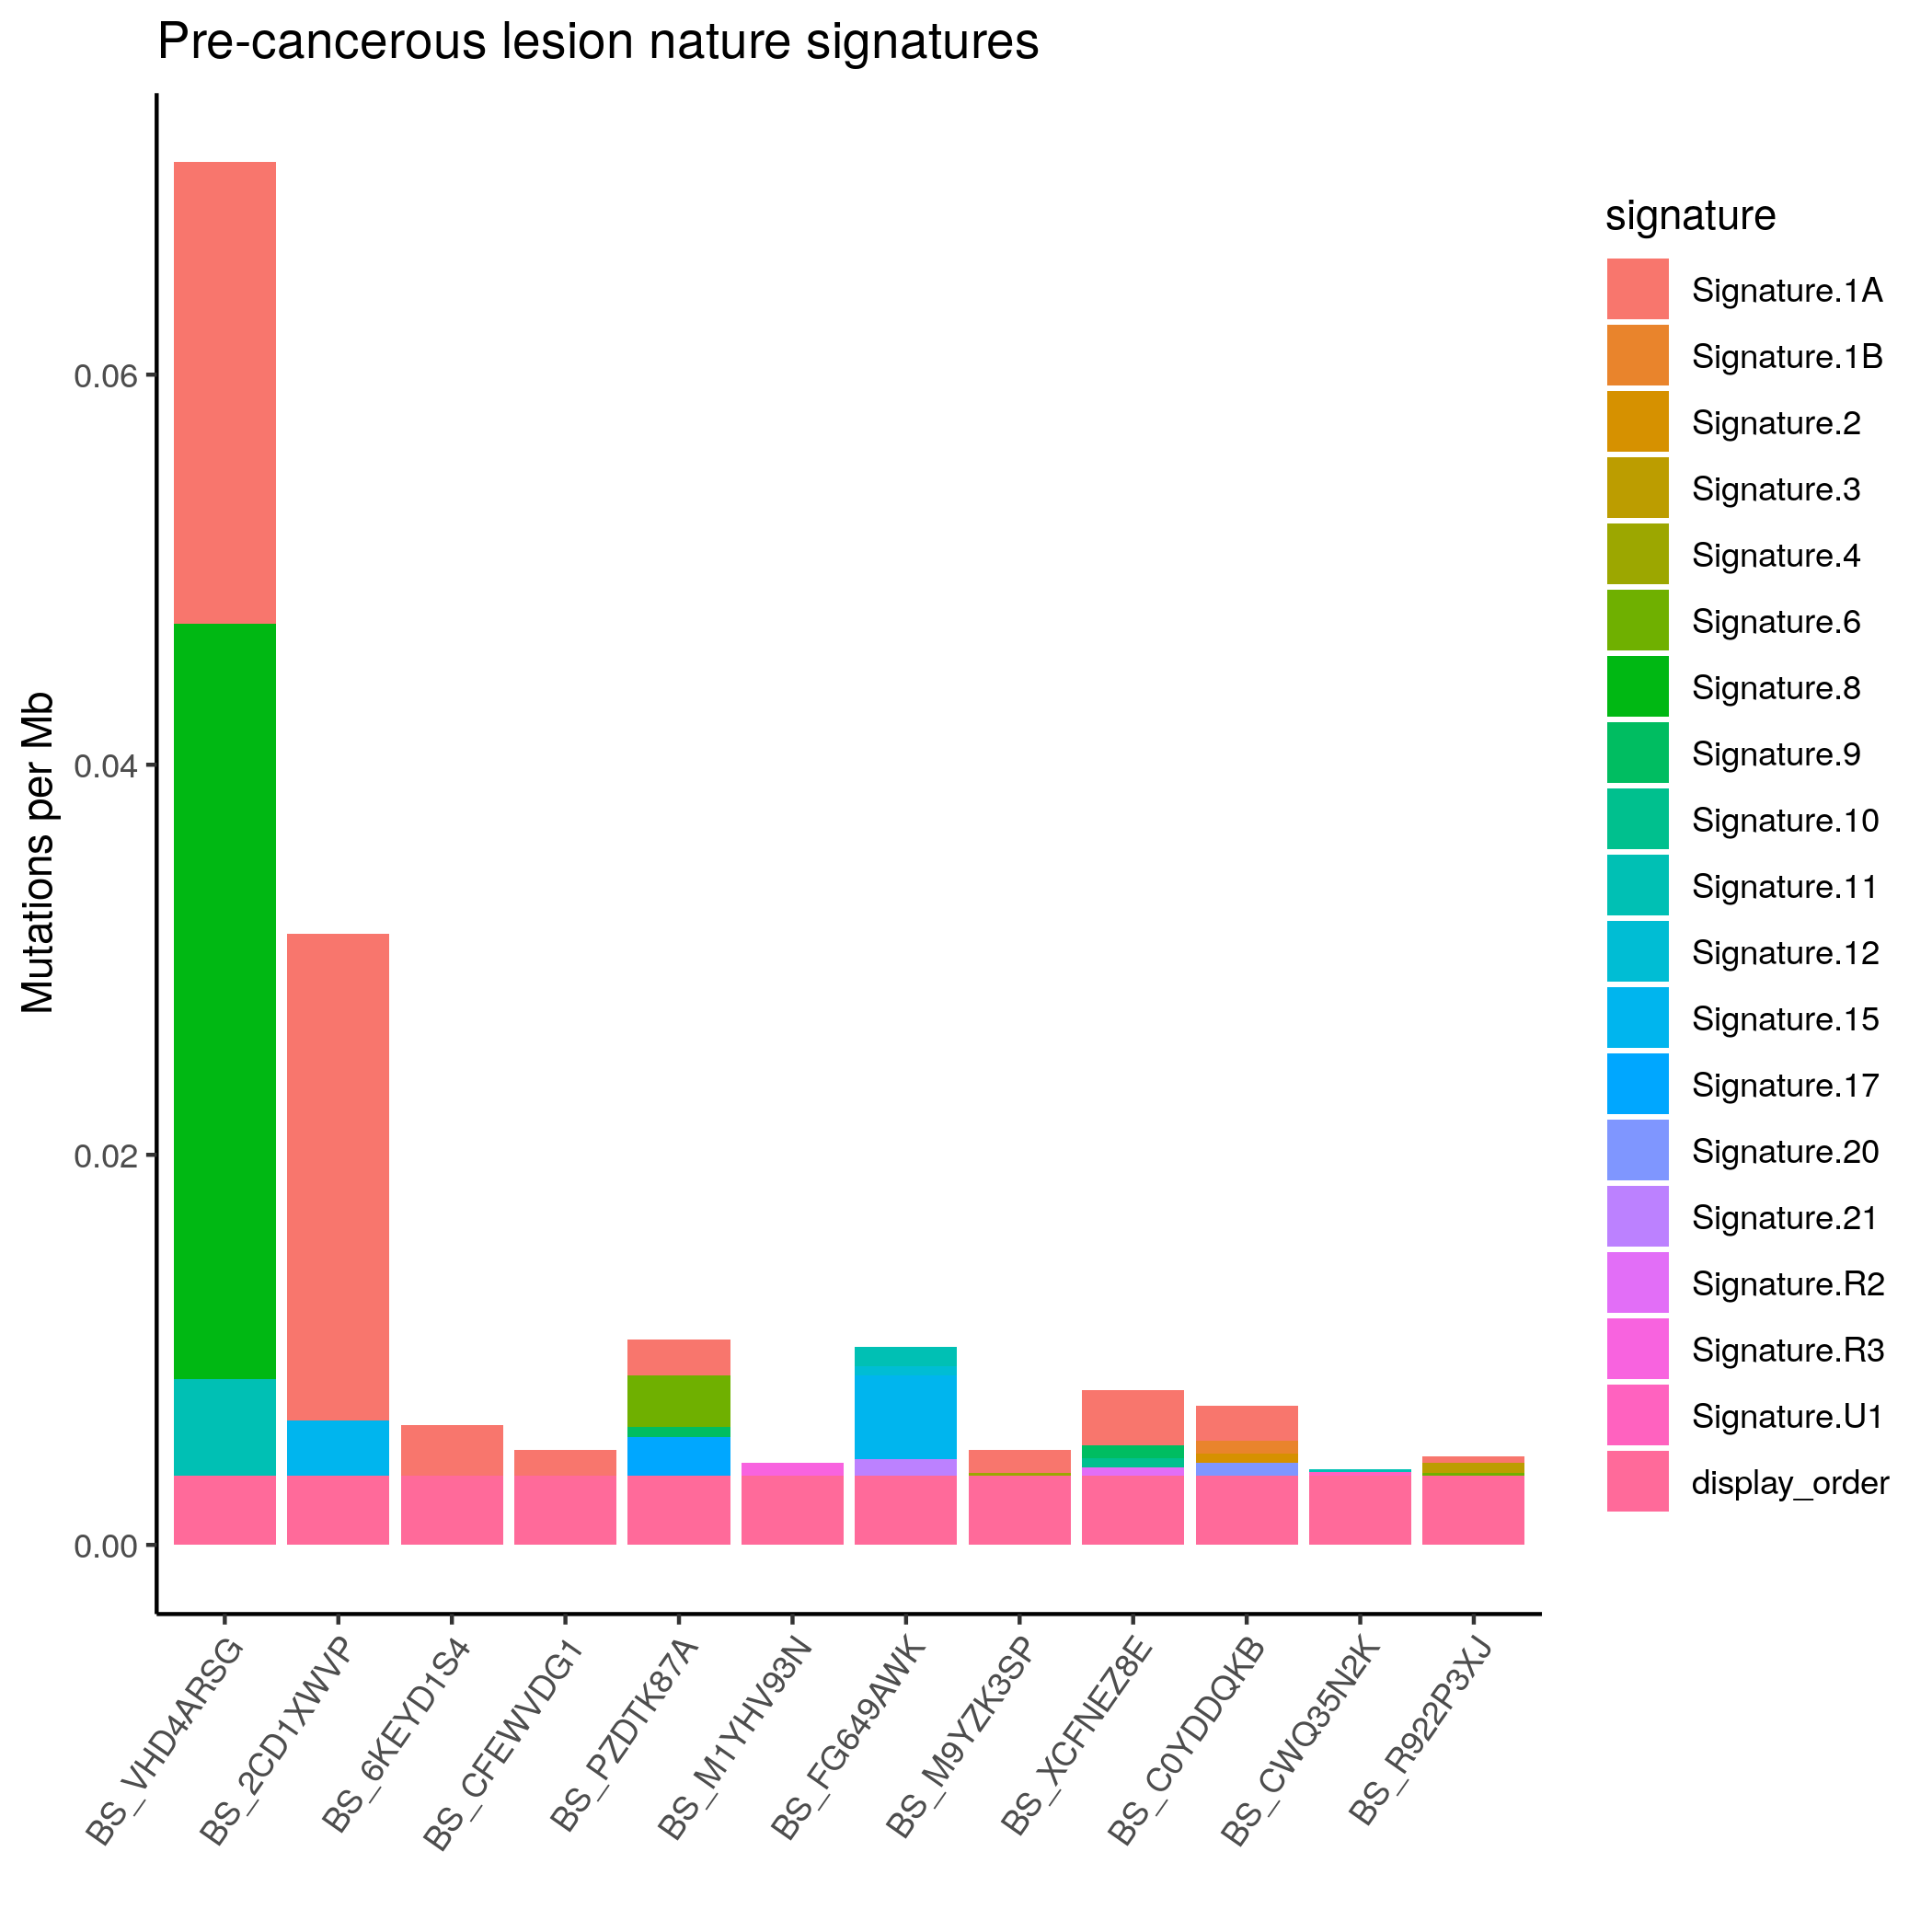 Pre-cancerous lesion nature signatures
Mutations per Mb
0.06
0.04
0.02
0.00
BS_VHD4ARSG
BS_2CD1XWVP
BS_6KEYD1S4
BS_CFEWVDG1
BS_PZDTK87A
BS_M1YHV93N
BS_FG649AWK
BS_M9YZK3SP
BS_XCFNEZ8E
BS_C0YDDQKB
BS_CWQ35N2K
BS_R922P3XJ
signature
Signature.1A
Signature.1B
Signature.2
Signature.3
Signature.4
Signature.6
Signature.8
Signature.9
Signature.10
Signature.11
Signature.12
Signature.15
Signature.17
Signature.20
Signature.21
Signature.R2
Signature.R3
Signature.U1
display_order